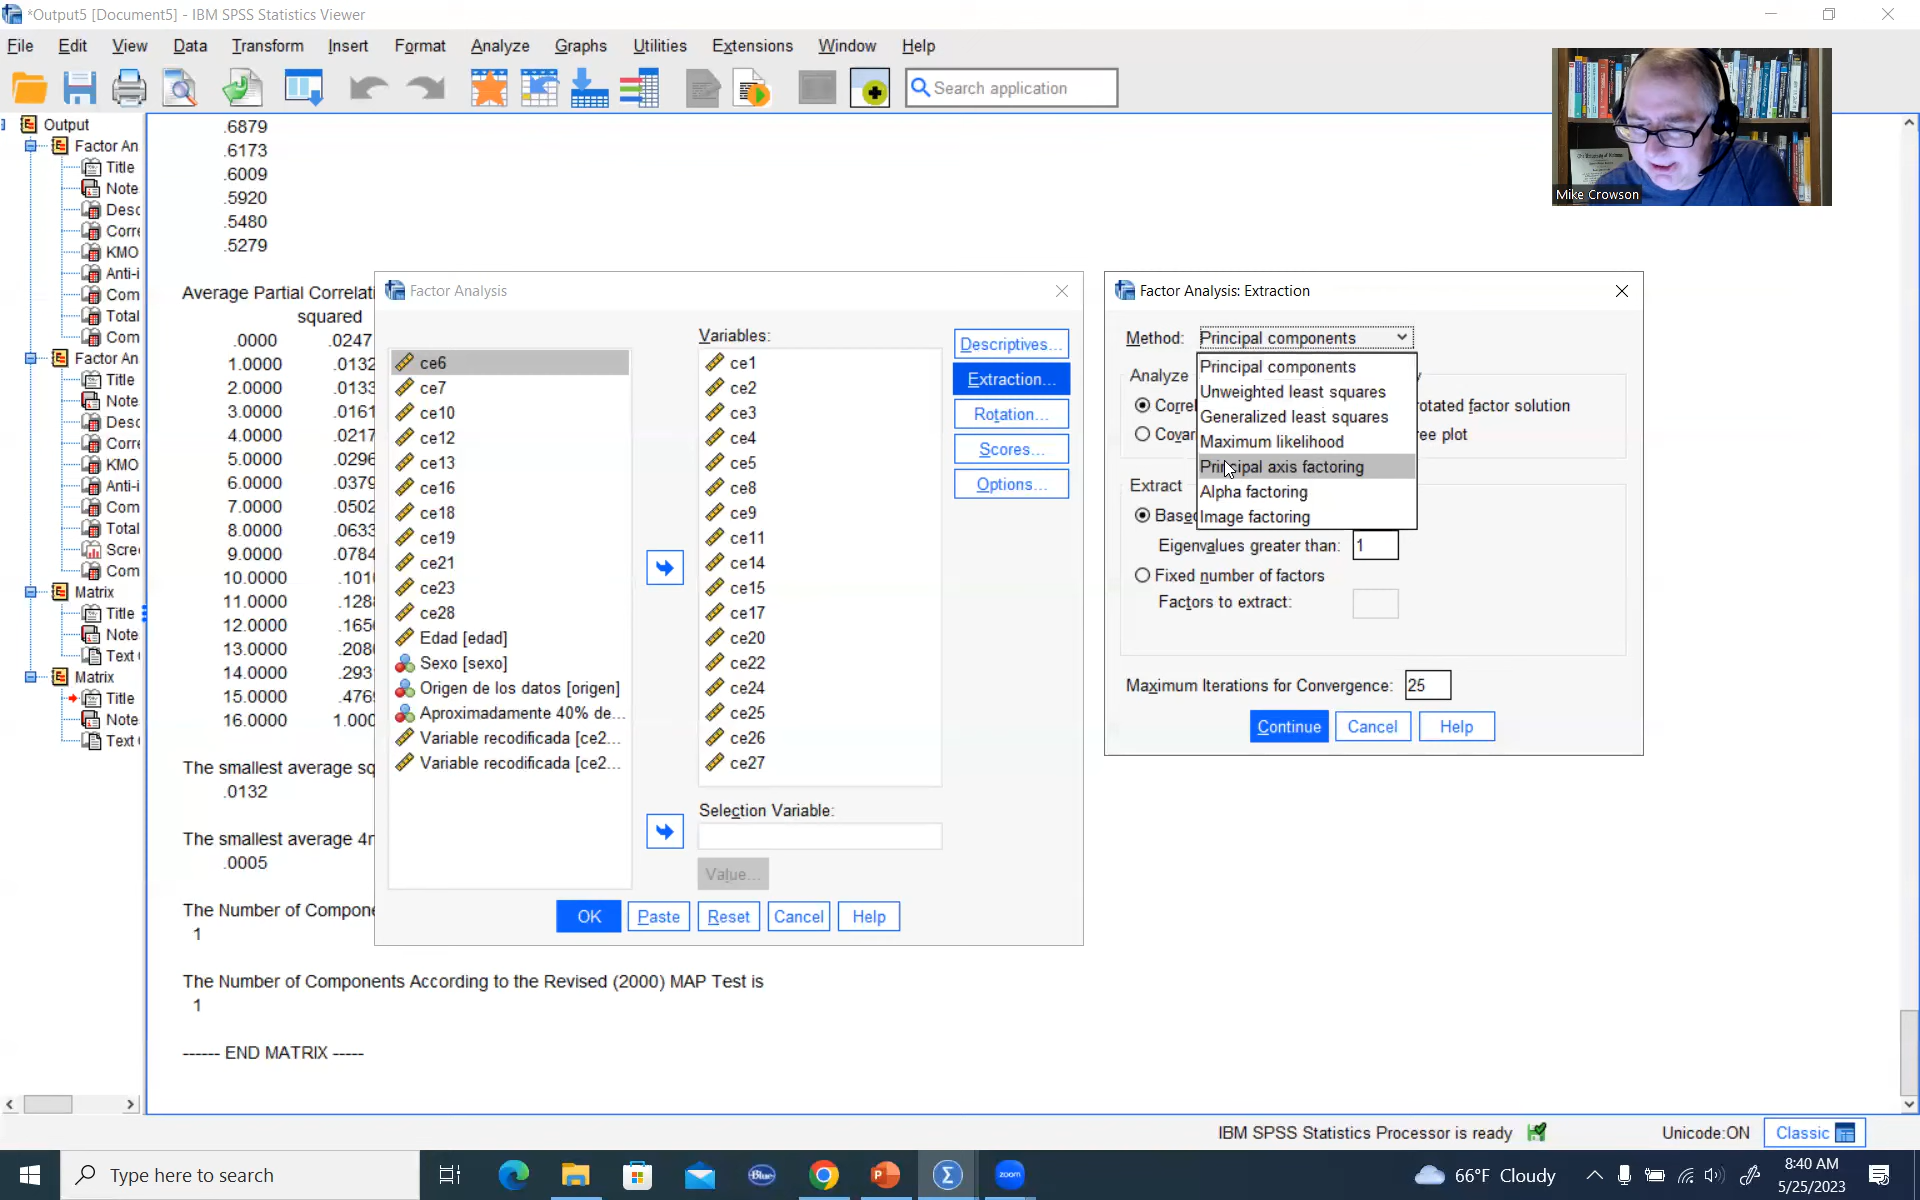 *Output5 [Document5] - IBM SPSS Statistics Viewer
File Edit View Data Transform Insert Format Analyze Graphs Utilities Extensions Window Help
Search application
Mike Crowson
Output
Factor An
Title
Note
Desc
Corre
KMO
Anti-i
Com
Total
Com
Factor An
Title
Note
Desc
Corre
KMO
Anti-i
Com
Total
Scree
Com
Matrix
Title
Note
Text
Matrix
Title
Note
Text
.6879
.6173
.6009
.5920
.5480
.5279
Average Partial Correlati
squared
.0000 .0247
1.0000 .0132
2.0000 .0133
3.0000 .0161
4.0000 .0217
5.0000 .0296
6.0000 .0379
7.0000 .0502
8.0000 .0633
9.0000 .0784
10.0000 .101
11.0000 .128
12.0000 .165
13.0000 .208
14.0000 .293
15.0000 .476
16.0000 1.000
The smallest average sq
.0132
The smallest average 4
.0005
The Number of Compone
1
The Number of Components According to the Revised (2000) MAP Test is
1
------ END MATRIX -----
Factor Analysis
ce6
ce7
ce10
ce12
ce13
ce16
ce18
ce19
ce21
ce23
ce28
Edad [edad]
Sexo [sexo]
Origen de los datos [origen]
Aproximadamente 40% de...
Variable recodificada [ce2...
Variable recodificada [ce2...
Variables:
ce1
ce2
ce3
ce4
ce5
ce8
ce9
ce11
ce14
ce15
ce17
ce20
ce22
ce24
ce25
ce26
ce27
Selection Variable:
Value...
Descriptives...
Extraction...
Rotation...
Scores...
Options...
OK Paste Reset Cancel Help
Factor Analysis: Extraction
Method: Principal components
Principal components
Unweighted least squares
Generalized least squares
Maximum likelihood
Principal axis factoring
Alpha factoring
Image factoring
Analyze
Correl
Covar
otated factor solution
ree plot
Extract
Based
Eigenvalues greater than: 1
Fixed number of factors
Factors to extract:
Maximum Iterations for Convergence: 25
Continue Cancel Help
IBM SPSS Statistics Processor is ready Unicode:ON Classic
Type here to search
Blue
zoom
66°F Cloudy
8:40 AM
5/25/2023